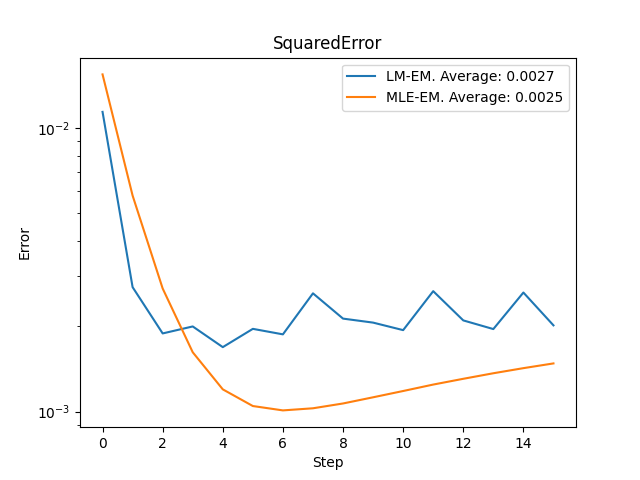 SquaredError
LM-EM. Average: 0.0027
MLE-EM. Average: 0.0025
10⁻²
10⁻³
Error
0 2 4 6 8 10 12 14
Step